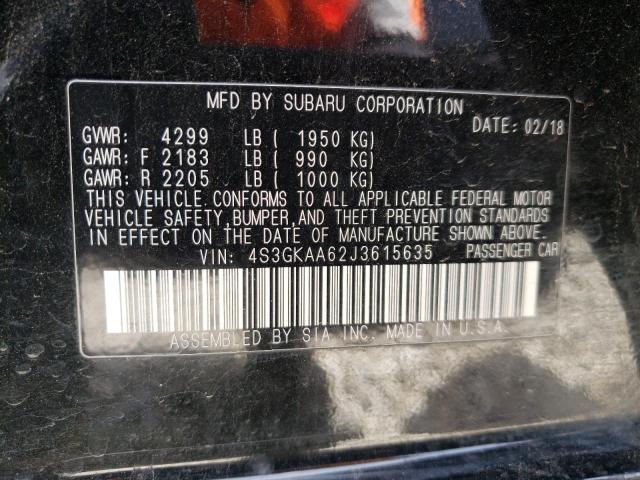 MFD BY SUBARU CORPORATION
DATE: 02/18
GVWR: 4299 LB ( 1950 KG)
GAWR: F 2183 LB ( 990 KG)
GAWR: R 2205 LB ( 1000 KG)
THIS VEHICLE.CONFORMS TO ALL APPLICABLE FEDERAL MOTOR
VEHICLE SAFETY,BUMPER,AND THEFT PREVENTION STANDARDS
IN EFFECT ON THE DATE OF MANUFACTURE SHOWN ABOVE.
VIN: 4S3GKAA62J3615635 PASSENGER CAR
ASSEMBLED BY SIA INC. MADE IN U.S.A.